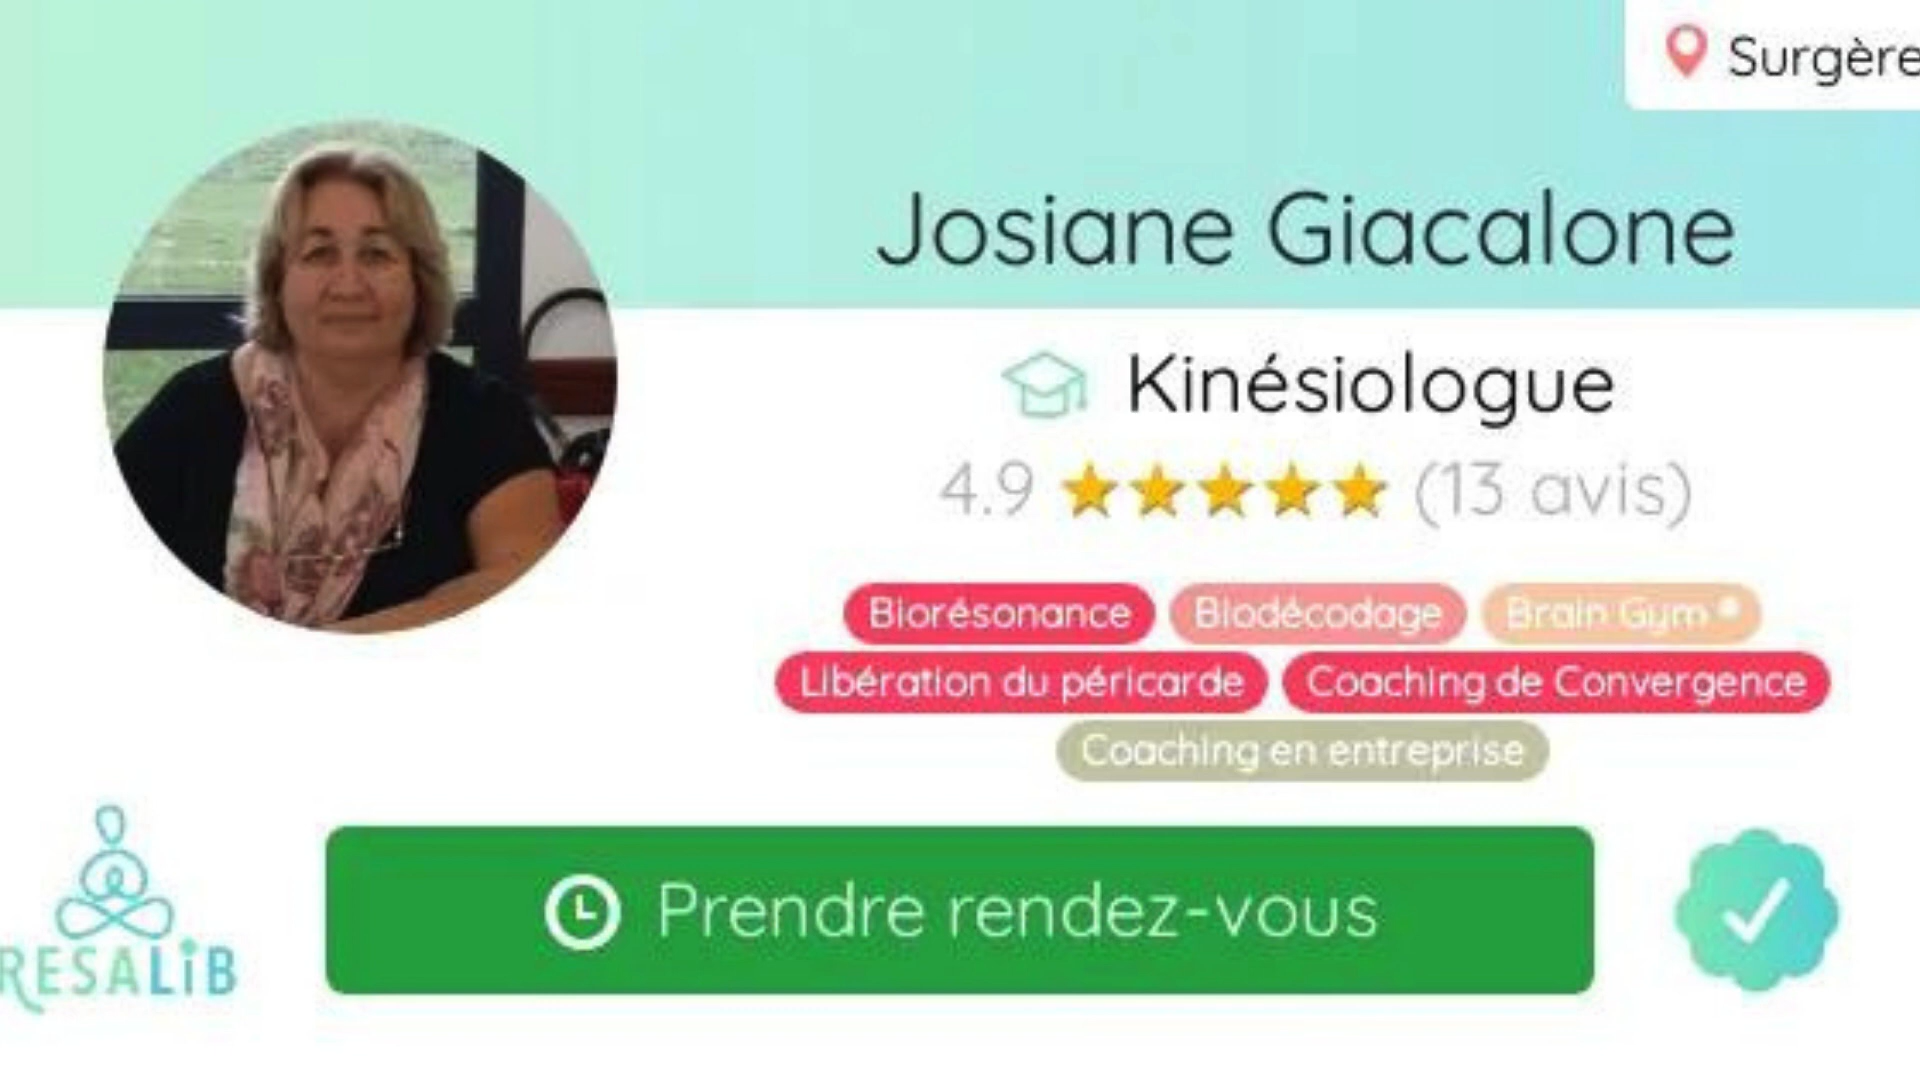 Surgère
Josiane Giacalone
Kinésiologue
4.9 (13 avis)
Biorésonance Biodécodage Brain Gym ®
Libération du péricarde Coaching de Convergence
Coaching en entreprise
Prendre rendez-vous
RESALiB